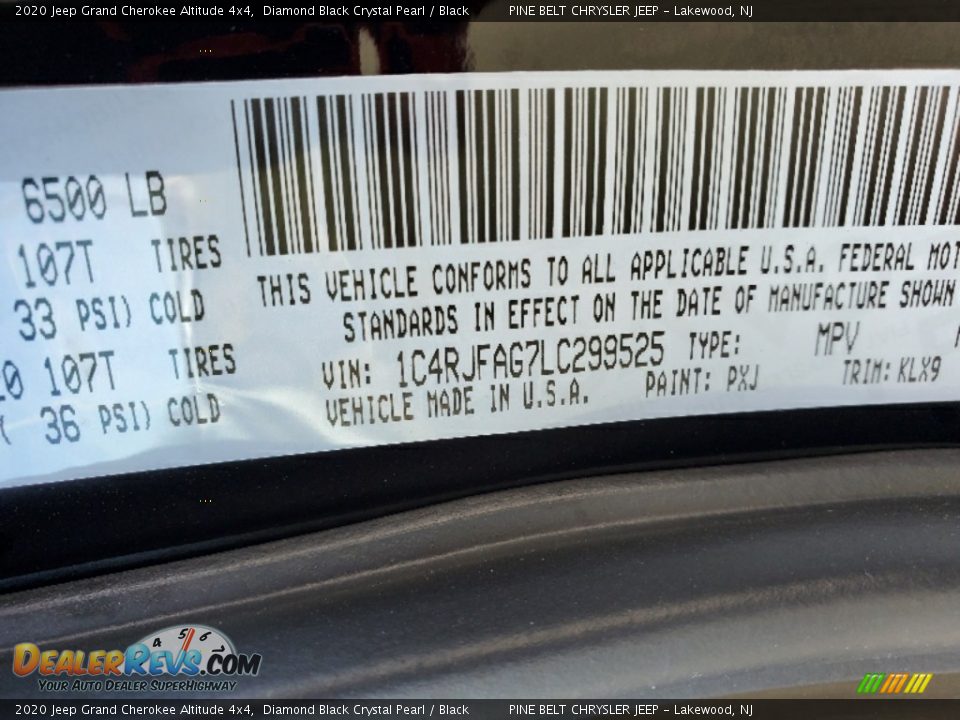 2020 Jeep Grand Cherokee Altitude 4x4, Diamond Black Crystal Pearl / Black PINE BELT CHRYSLER JEEP - Lakewood, NJ
6500 LB
107T TIRES
33 PSI) COLD
107T TIRES
( 36 PSI) COLD
THIS VEHICLE CONFORMS TO ALL APPLICABLE U.S.A. FEDERAL MOT
STANDARDS IN EFFECT ON THE DATE OF MANUFACTURE SHOWN
VIN: 1C4RJFAG7LC299525 TYPE: MPV
VEHICLE MADE IN U.S.A. PAINT: PXJ TRIM: KLX9
4 5 6
DEALERREVS.COM
YOUR AUTO DEALER SUPERHIGHWAY
2020 Jeep Grand Cherokee Altitude 4x4, Diamond Black Crystal Pearl / Black PINE BELT CHRYSLER JEEP - Lakewood, NJ